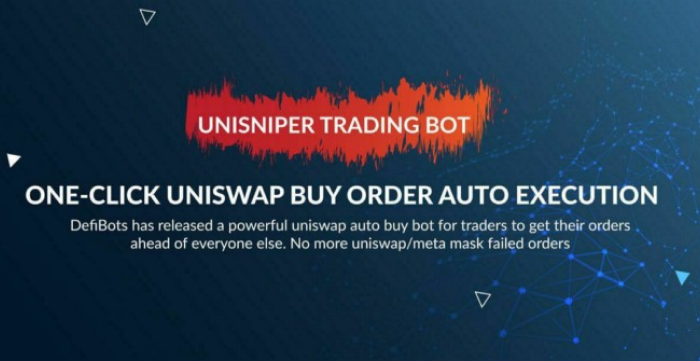 UNISNIPER TRADING BOT
ONE-CLICK UNISWAP BUY ORDER AUTO EXECUTION
DefiBots has released a powerful uniswap auto buy bot for traders to get their orders
ahead of everyone else. No more uniswap/meta mask failed orders